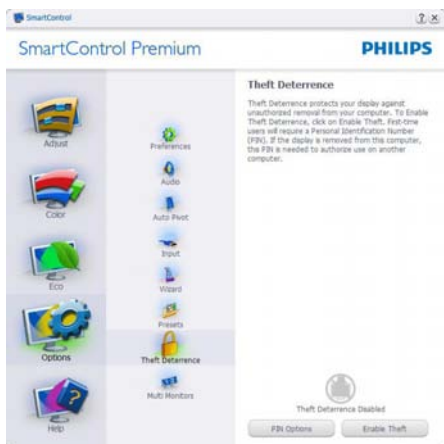 SmartControl
SmartControl Premium
PHILIPS
Adjust
Color
Eco
Options
Help
Preferences
Audio
Auto Pivot
Input
Wizard
Presets
Theft Deterrence
Multi Monitors
Theft Deterrence
Theft Deterrence protects your display against
unauthorized removal from your computer. To Enable
Theft Deterrence, click on Enable Theft. First-time
users will require a Personal Identification Number
(PIN). If the display is removed from this computer,
this PIN is needed to authorize use on another
computer.
Theft Deterrence Disabled
PIN Options
Enable Theft